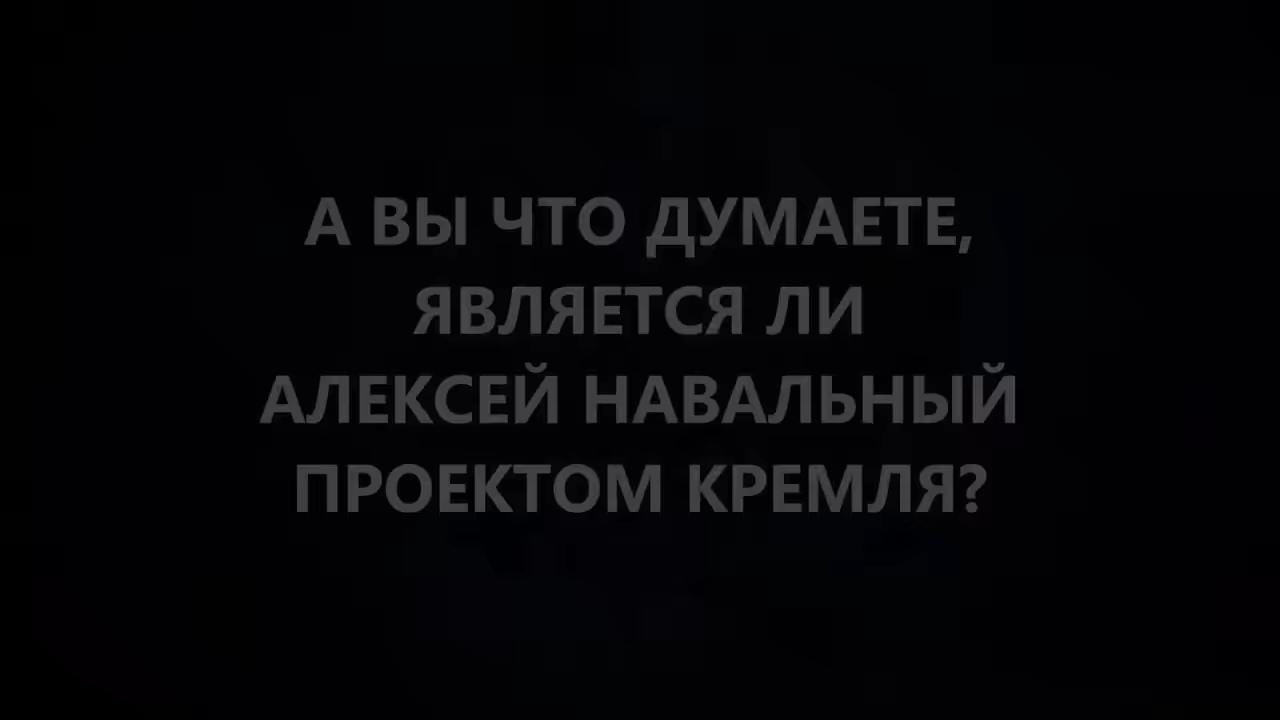 А ВЫ ЧТО ДУМАЕТЕ,
ЯВЛЯЕТСЯ ЛИ
АЛЕКСЕЙ НАВАЛЬНЫЙ
ПРОЕКТОМ КРЕМЛЯ?